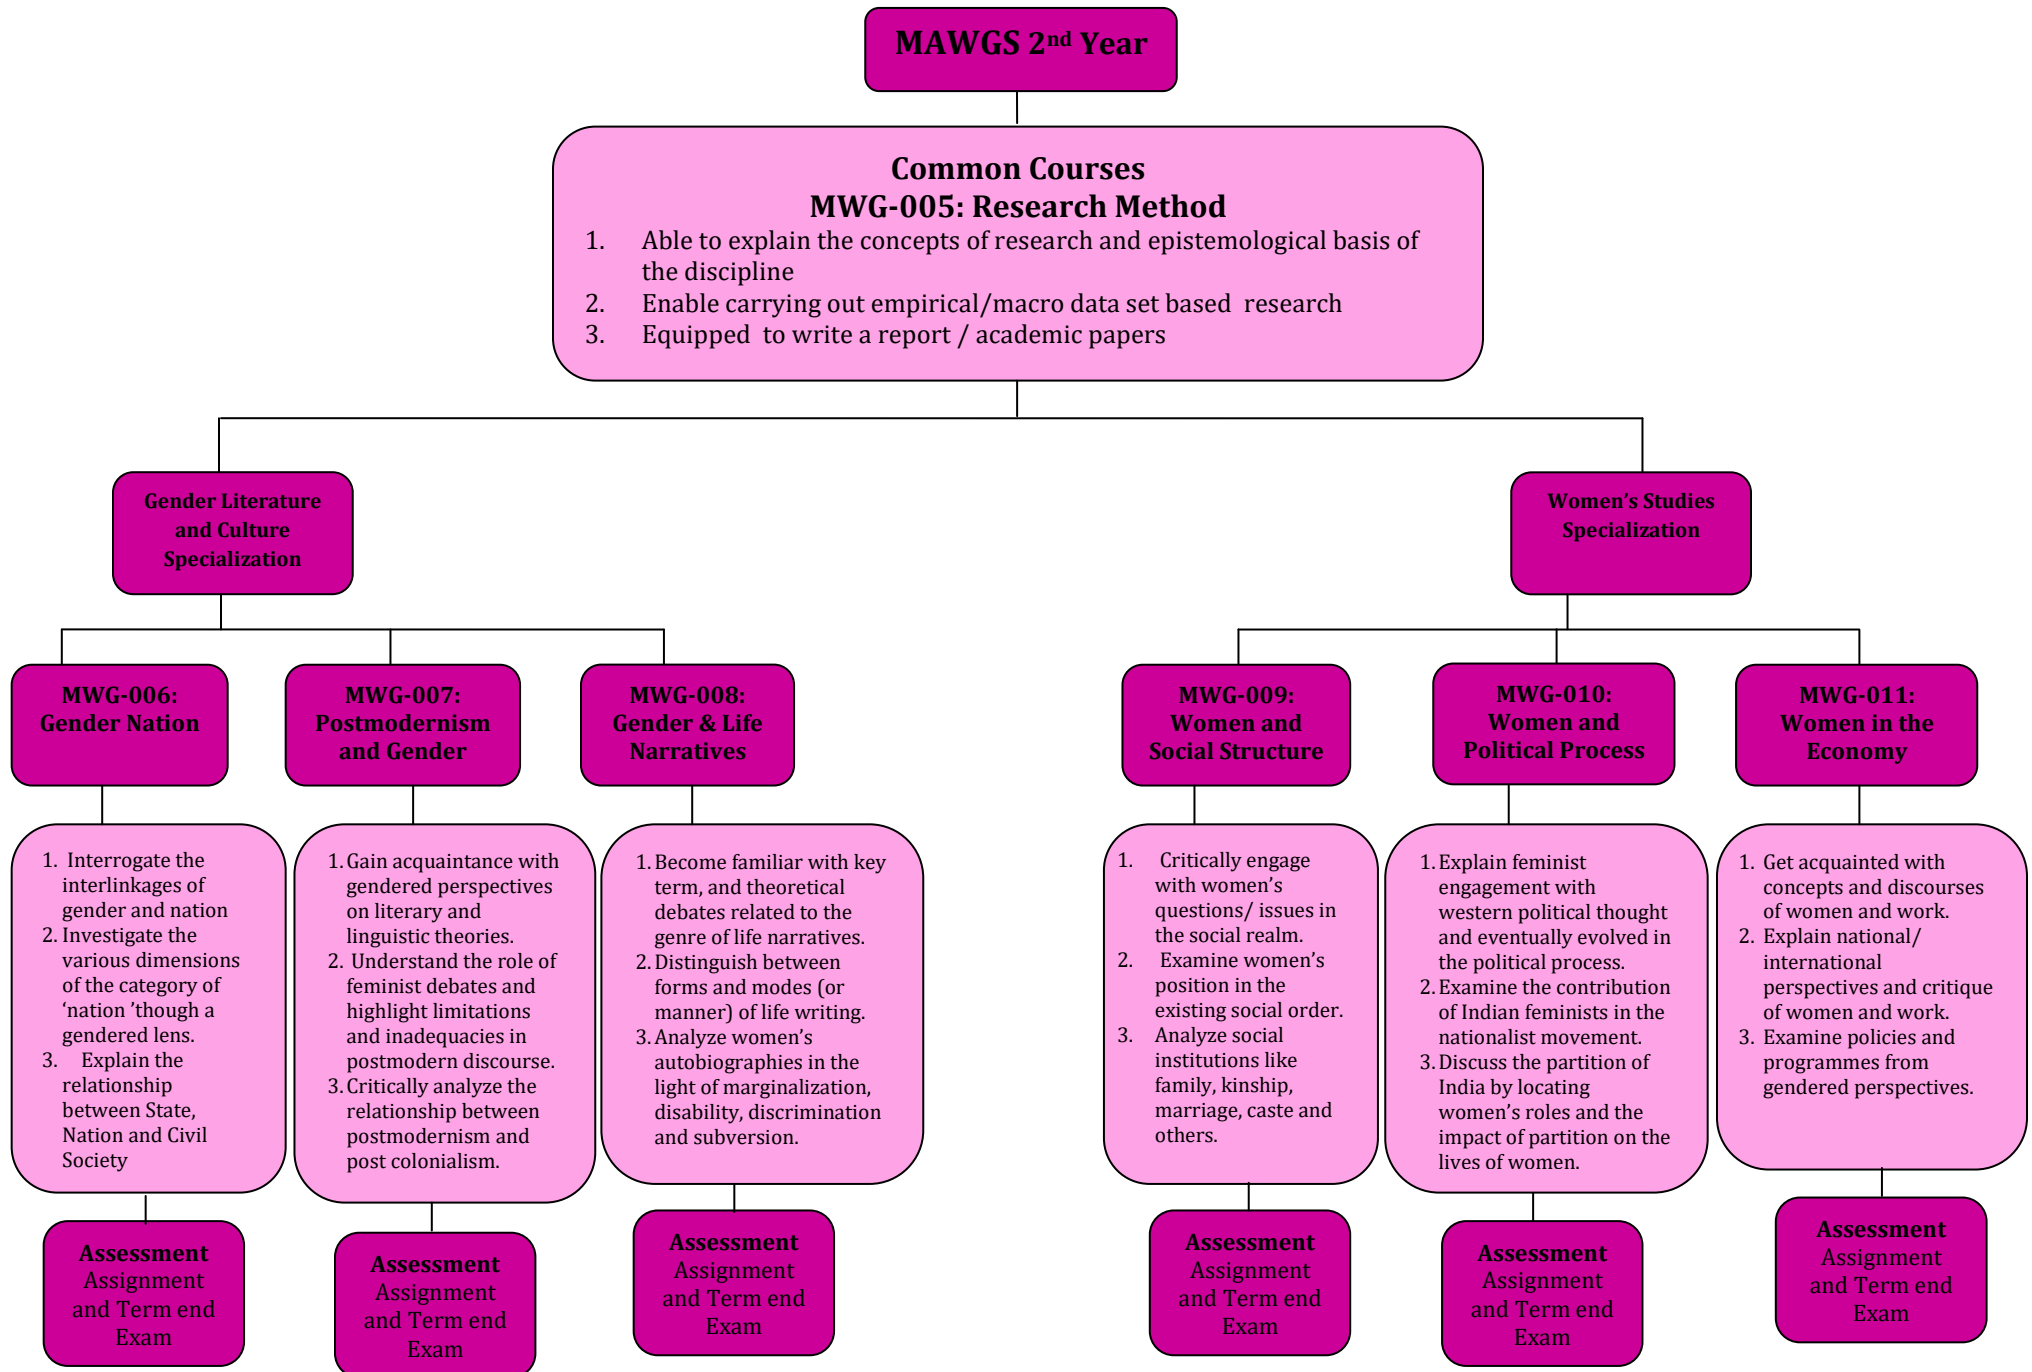 MAWGS 2nd Year
Common Courses
MWG-005: Research Method
1. Able to explain the concepts of research and epistemological basis of
the discipline
2. Enable carrying out empirical/macro data set based research
3. Equipped to write a report / academic papers
Gender Literature
and Culture
Specialization
Women's Studies
Specialization
MWG-006:
Gender Nation
MWG-007:
Postmodernism
and Gender
MWG-008:
Gender & Life
Narratives
MWG-009:
Women and
Social Structure
MWG-010:
Women and
Political Process
MWG-011:
Women in the
Economy
1. Interrogate the
interlinkages of
gender and nation
2. Investigate the
various dimensions
of the category of
‘nation ’though a
gendered lens.
3. Explain the
relationship
between State,
Nation and Civil
Society
1. Gain acquaintance with
gendered perspectives
on literary and
linguistic theories.
2. Understand the role of
feminist debates and
highlight limitations
and inadequacies in
postmodern discourse.
3. Critically analyze the
relationship between
postmodernism and
post colonialism.
1. Become familiar with key
term, and theoretical
debates related to the
genre of life narratives.
2. Distinguish between
forms and modes (or
manner) of life writing.
3. Analyze women’s
autobiographies in the
light of marginalization,
disability, discrimination
and subversion.
1. Critically engage
with women’s
questions/ issues in
the social realm.
2. Examine women’s
position in the
existing social order.
3. Analyze social
institutions like
family, kinship,
marriage, caste and
others.
1. Explain feminist
engagement with
western political thought
and eventually evolved in
the political process.
2. Examine the contribution
of Indian feminists in the
nationalist movement.
3. Discuss the partition of
India by locating
women’s roles and the
impact of partition on the
lives of women.
1. Get acquainted with
concepts and discourses
of women and work.
2. Explain national/
international
perspectives and critique
of women and work.
3. Examine policies and
programmes from
gendered perspectives.
Assessment
Assignment
and Term end
Exam
Assessment
Assignment
and Term end
Exam
Assessment
Assignment
and Term end
Exam
Assessment
Assignment
and Term end
Exam
Assessment
Assignment
and Term end
Exam
Assessment
Assignment
and Term end
Exam